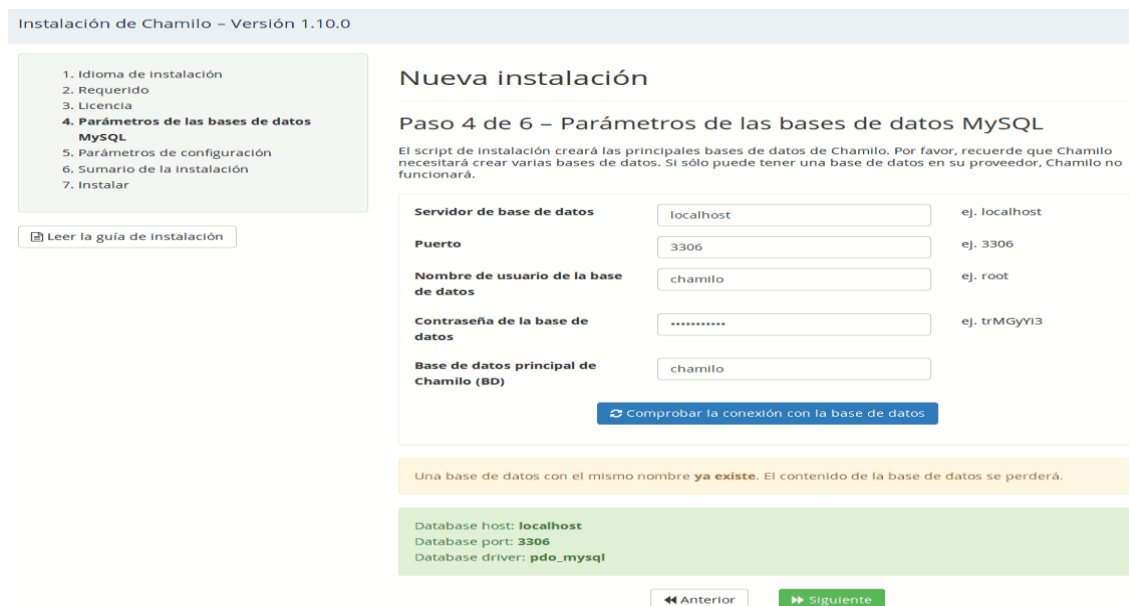 Instalación de Chamilo – Versión 1.10.0
1. Idioma de instalación
2. Requerido
3. Licencia
4. Parámetros de las bases de datos
MySQL
5. Parámetros de configuración
6. Sumario de la instalación
7. Instalar
Leer la guía de instalación
Nueva instalación
Paso 4 de 6 – Parámetros de las bases de datos MySQL
El script de instalación creará las principales bases de datos de Chamilo. Por favor, recuerde que Chamilo
necesitará crear varias bases de datos. Si sólo puede tener una base de datos en su proveedor, Chamilo no
funcionará.
Servidor de base de datos localhost ej. localhost
Puerto 3306 ej. 3306
Nombre de usuario de la base
de datos chamilo ej. root
Contraseña de la base de
datos ••••••••••• ej. trMGyYi3
Base de datos principal de
Chamilo (BD) chamilo
Comprobar la conexión con la base de datos
Una base de datos con el mismo nombre ya existe. El contenido de la base de datos se perderá.
Database host: localhost
Database port: 3306
Database driver: pdo_mysql
Anterior Siguiente